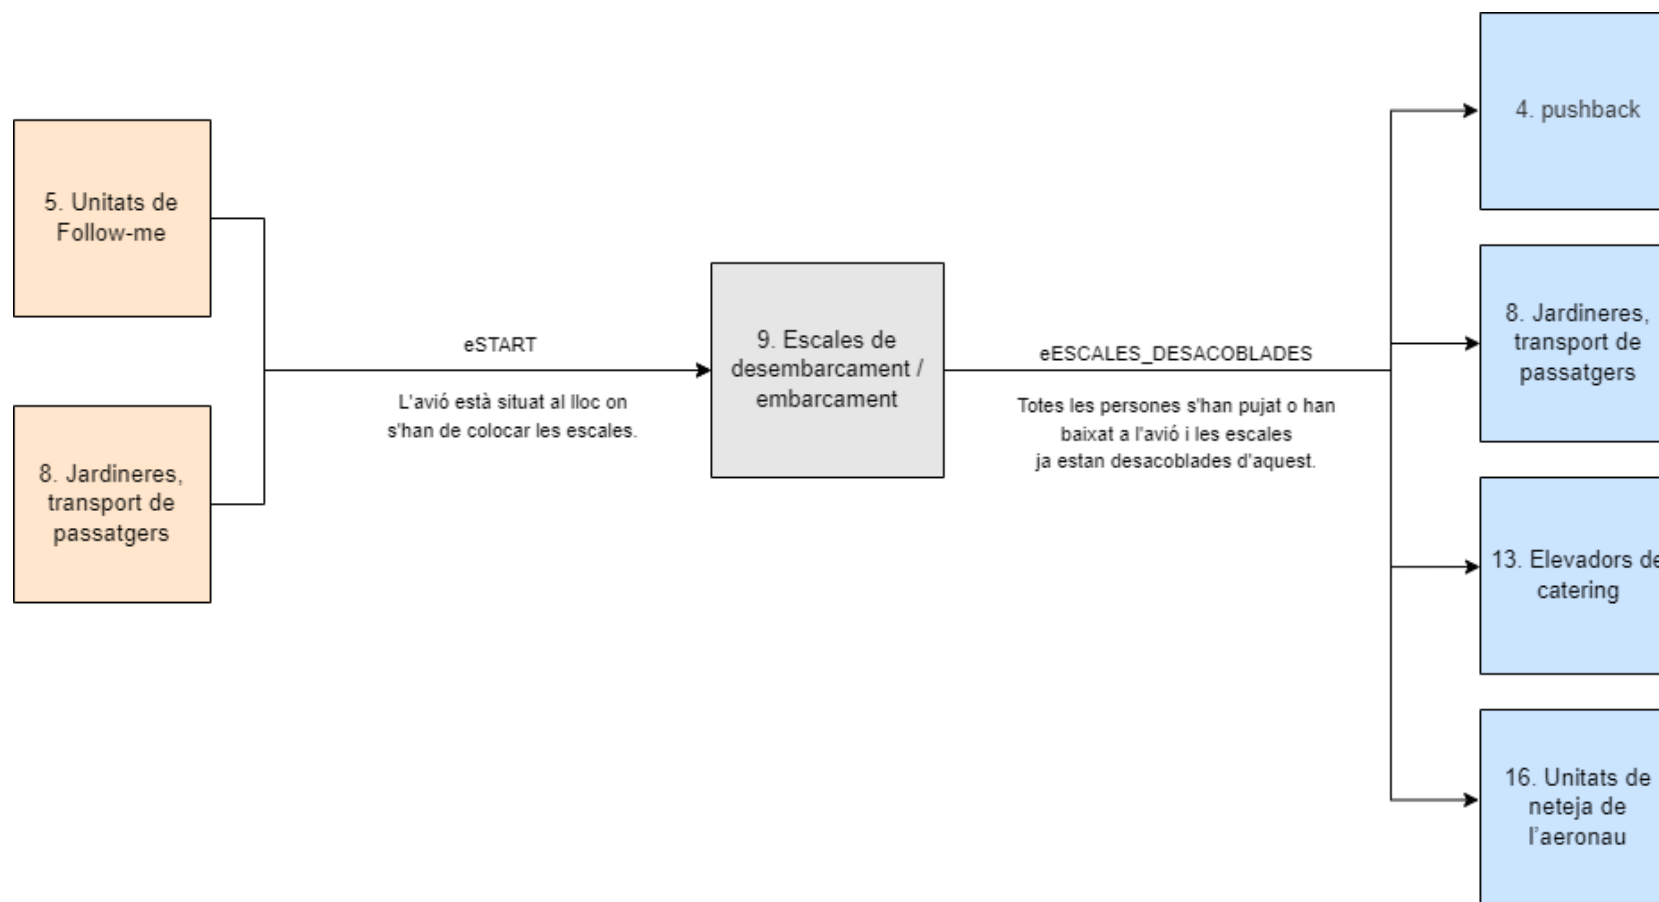 5. Unitats de
Follow-me
8. Jardineres,
transport de
passatgers
eSTART
L'avió està situat al lloc on
s'han de colocar les escales.
9. Escales de
desembarcament /
embarcament
eESCALES_DESACOBLADES
Totes les persones s'han pujat o han
baixat a l'avió i les escales
ja estan desacoblades d'aquest.
4. pushback
8. Jardineres,
transport de
passatgers
13. Elevadors de
catering
16. Unitats de
neteja de
l’aeronau